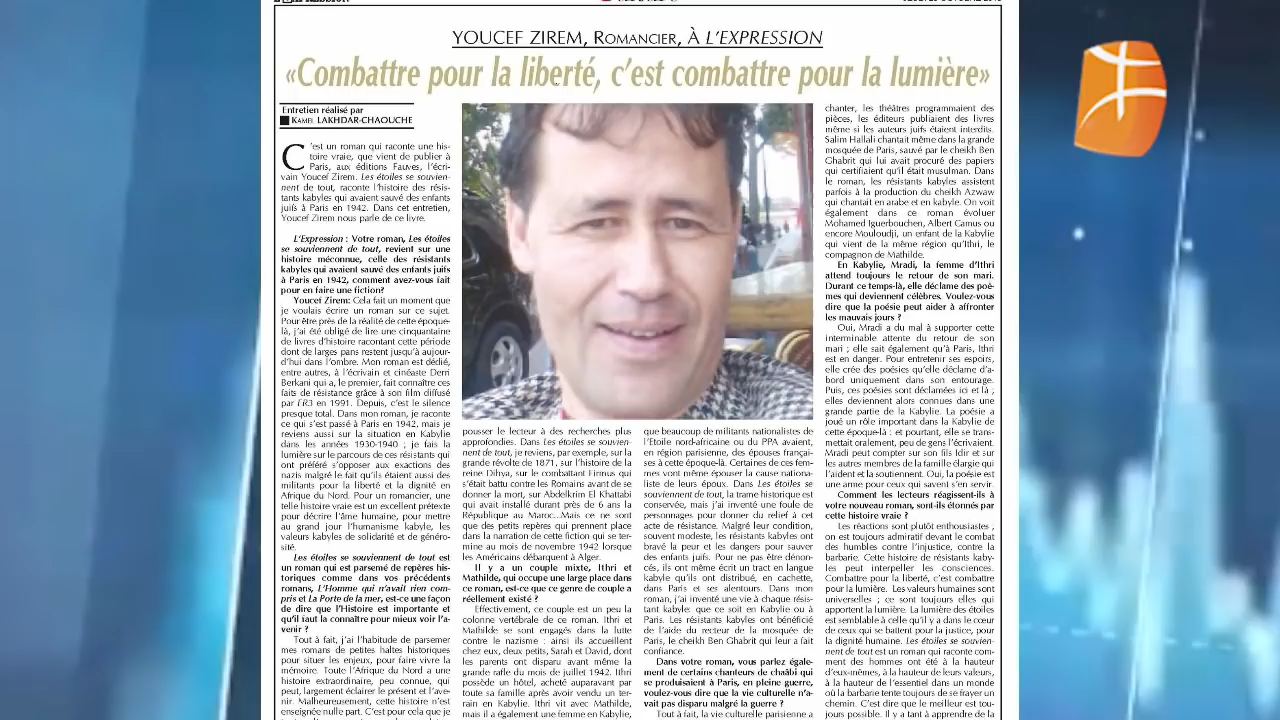 YOUCEF ZIREM, ROMANCIER, À L'EXPRESSION
«Combattre pour la liberté, c'est combattre pour la lumière»
Entretien réalisé par
KAMEL LAKHDAR-CHAOUCHE
C'est un roman qui raconte une his-
toire vraie, que vient de publier à
Paris, aux éditions Fauves, l'écri-
vain Youcef Zirem. Les étoiles se souvien-
nent de tout, raconte l'histoire des résis-
tants kabyles qui avaient sauvé des enfants
juifs à Paris en 1942. Dans cet entretien,
Youcef Zirem nous parle de ce livre.
L'Expression : Votre roman, Les étoiles
se souviennent de tout, revient sur une
histoire méconnue, celle des résistants
kabyles qui avaient sauvé des enfants juifs
à Paris en 1942, comment avez-vous fait
pour en faire une fiction?
Youcef Zirem: Cela fait un moment que
je voulais écrire un roman sur ce sujet.
Pour être près de la réalité de cette époque-
là, j'ai été obligé de lire une cinquantaine
de livres d'histoire racontant cette période
dont de larges pans restent jusqu'à aujour-
d'hui dans l'ombre. Mon roman est dédié,
entre autres, à l'écrivain et cinéaste Derri
Berkani qui a, le premier, fait connaître ces
faits de résistance grâce à son film diffusé
par FR3 en 1991. Depuis, c'est le silence
presque total. Dans mon roman, je raconte
ce qui s'est passé à Paris en 1942, mais je
reviens aussi sur la situation en Kabylie
dans les années 1930-1940 ; je fais la
lumière sur le parcours de ces résistants qui
ont préféré s'opposer aux exactions des
nazis malgré le fait qu'ils étaient aussi des
militants pour la liberté et la dignité en
Afrique du Nord. Pour un romancier, une
telle histoire vraie est un excellent prétexte
pour décrire l'âme humaine, pour mettre
au grand jour l'humanisme kabyle, les
valeurs kabyles de solidarité et de généro-
sité.
Les étoiles se souviennent de tout est
un roman qui est parsemé de repères his-
toriques comme dans vos précédents
romans, L'Homme qui n'avait rien com-
pris et La Porte de la mer, est-ce une façon
de dire que l'Histoire est importante et
qu'il faut la connaître pour mieux voir l'a-
venir ?
Tout à fait, j'ai l'habitude de parsemer
mes romans de petites haltes historiques
pour situer les enjeux, pour faire vivre la
mémoire. Toute l'Afrique du Nord a une
histoire extraordinaire, peu connue, qui
peut, largement éclairer le présent et l'ave-
nir. Malheureusement, cette histoire n'est
enseignée nulle part. C'est pour cela que je
pousser le lecteur à des recherches plus
approfondies. Dans Les étoiles se souvien-
nent de tout, je reviens, par exemple, sur la
grande révolte de 1871, sur l'histoire de la
reine Dihya, sur le combattant Firmus qui
s'était battu contre les Romains avant de se
donner la mort, sur Abdelkrim El Khattabi
qui avait installé durant près de 6 ans la
République au Maroc...Mais ce ne sont
que des petits repères qui prennent place
dans la narration de cette fiction qui se ter-
mine au mois de novembre 1942 lorsque
les Américains débarquent à Alger.
Il y a un couple mixte, Ithri et
Mathilde, qui occupe une large place dans
ce roman, est-ce que ce genre de couple a
réellement existé ?
Effectivement, ce couple est un peu la
colonne vertébrale de ce roman. Ithri et
Mathilde se sont engagés dans la lutte
contre le nazisme : ainsi ils accueillent
chez eux, deux petits, Sarah et David, dont
les parents ont disparu avant même la
grande rafle du mois de juillet 1942. Ithri
possède un hôtel, acheté auparavant par
toute sa famille après avoir vendu un ter-
rain en Kabylie. Ithri vit avec Mathilde,
mais il a également une femme en Kabylie,
que beaucoup de militants nationalistes de
l'Etoile nord-africaine ou du PPA avaient,
en région parisienne, des épouses françai-
ses à cette époque-là. Certaines de ces fem-
mes sont même épouser la cause nationa-
liste de leurs époux. Dans Les étoiles se
souviennent de tout, la trame historique est
conservée, mais j'ai inventé une foule de
personnages pour donner du relief à cet
acte de résistance. Malgré leur condition,
souvent modeste, les résistants kabyles ont
bravé la peur et les dangers pour sauver
des enfants juifs. Pour ne pas être dénon-
cés, ils ont même écrit un tract en langue
kabyle qu'ils ont distribué, en cachette,
dans Paris et ses alentours. Dans mon
roman, j'ai inventé une vie à chaque résis-
tant kabyle: que ce soit en Kabylie ou à
Paris. Les résistants kabyles ont bénéficié
de l'aide du recteur de la mosquée de
Paris, le cheikh Ben Ghabrit qui leur a fait
confiance.
Dans votre roman, vous parlez égale-
ment de certains chanteurs de chaâbi qui
se produisaient à Paris, en pleine guerre,
voulez-vous dire que la vie culturelle n'a-
vait pas disparu malgré la guerre ?
Tout à fait, la vie culturelle parisienne a
chanter, les théâtres programmaient des
pièces, les éditeurs publiaient des livres
même si les auteurs juifs étaient interdits.
Salim Hallali chantait même dans la grande
mosquée de Paris, sauvé par le cheikh Ben
Ghabrit qui lui avait procuré des papiers
qui certifiaient qu'il était musulman. Dans
le roman, les résistants kabyles assistent
parfois à la production du cheikh Azwaw
qui chantait en arabe et en kabyle. On voit
également dans ce roman évoluer
Mohamed Iguerbouchen, Albert Camus ou
encore Mouloudji, un enfant de la Kabylie
qui vient de la même région qu'Ithri, le
compagnon de Mathilde.
En Kabylie, Mradi, la femme d'Ithri
attend toujours le retour de son mari.
Durant ce temps-là, elle déclame des poè-
mes qui deviennent célèbres. Voulez-vous
dire que la poésie peut aider à affronter
les mauvais jours ?
Oui, Mradi a du mal à supporter cette
interminable attente du retour de son
mari ; elle sait également qu'à Paris, Ithri
est en danger. Pour entretenir ses espoirs,
elle crée des poésies qu'elle déclame d'a-
bord uniquement dans son entourage.
Puis, ces poésies sont déclamées ici et là ;
elles deviennent alors connues dans une
grande partie de la Kabylie. La poésie a
joué un rôle important dans la Kabylie de
cette époque-là : et pourtant, elle se trans-
mettait oralement, peu de gens l'écrivaient.
Mradi peut compter sur son fils Idir et sur
les autres membres de la famille élargie qui
l'aident et la soutiennent. Oui, la poésie est
une arme pour ceux qui savent s'en servir.
Comment les lecteurs réagissent-ils à
votre nouveau roman, sont-ils étonnés par
cette histoire vraie ?
Les réactions sont plutôt enthousiastes ;
on est toujours admiratif devant le combat
des humbles contre l'injustice, contre la
barbarie. Cette histoire de résistants kaby-
les peut interpeller les consciences.
Combattre pour la liberté, c'est combattre
pour la lumière. Les valeurs humaines sont
universelles ; ce sont toujours elles qui
apportent la lumière. La lumière des étoiles
est semblable à celle qu'il y a dans le cœur
de ceux qui se battent pour la justice, pour
la dignité humaine. Les étoiles se souvien-
nent de tout est un roman qui raconte com-
ment des hommes ont été à la hauteur
d'eux-mêmes, à la hauteur de leurs valeurs,
à la hauteur de l'essentiel dans un monde
où la barbarie tente toujours de se frayer un
chemin. C'est dire que le meilleur est tou-
jours possible. Il y a tant à apprendre de la